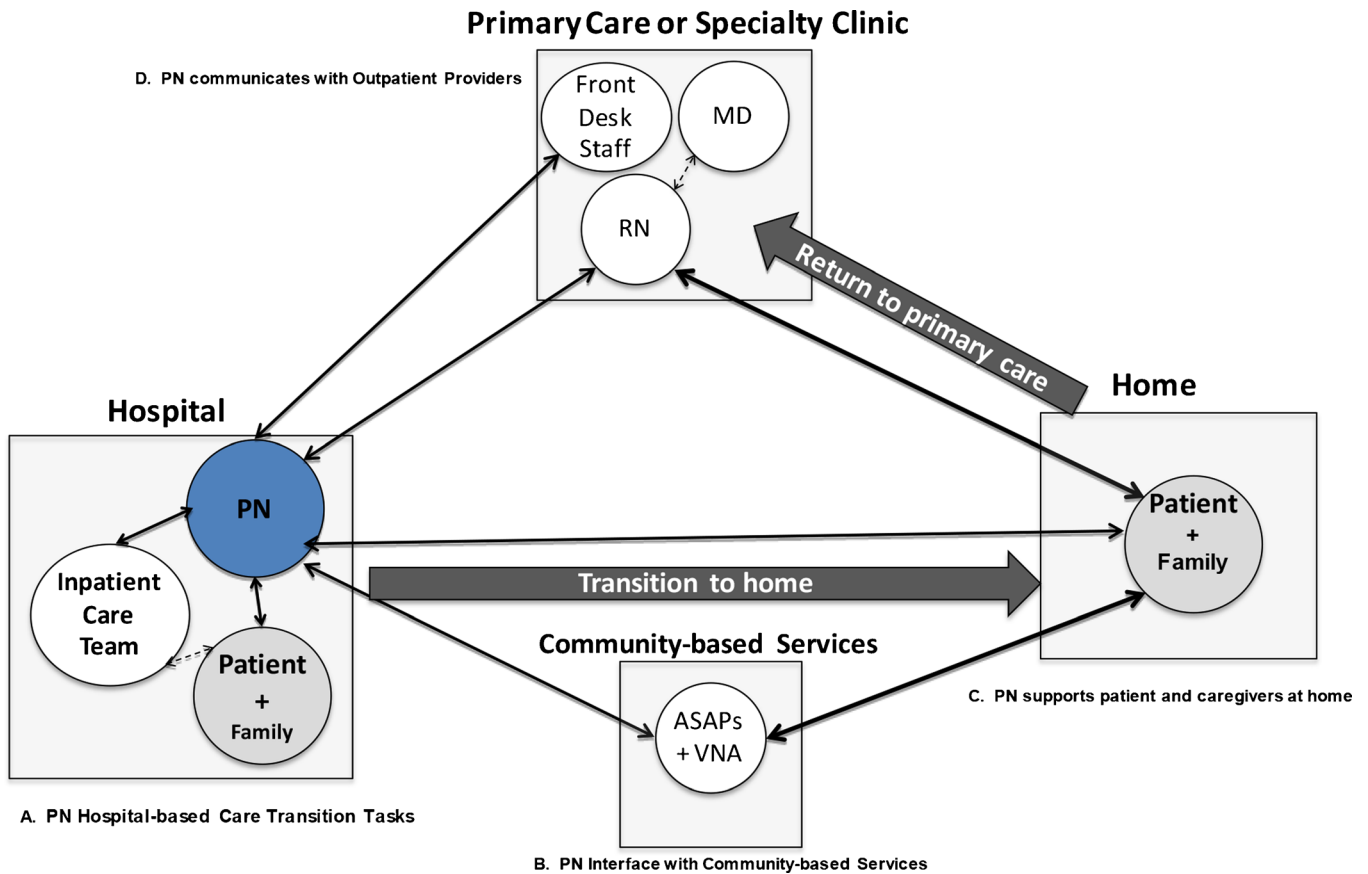 Primary Care or Specialty Clinic
D. PN communicates with Outpatient Providers
Front
Desk
Staff
MD
RN
Return to primary care
Home
Hospital
PN
Patient
+
Family
Inpatient
Care
Team
Transition to home
Patient
+
Family
Community-based Services
ASAPs
+ VNA
C. PN supports patient and caregivers at home
A. PN Hospital-based Care Transition Tasks
B. PN Interface with Community-based Services